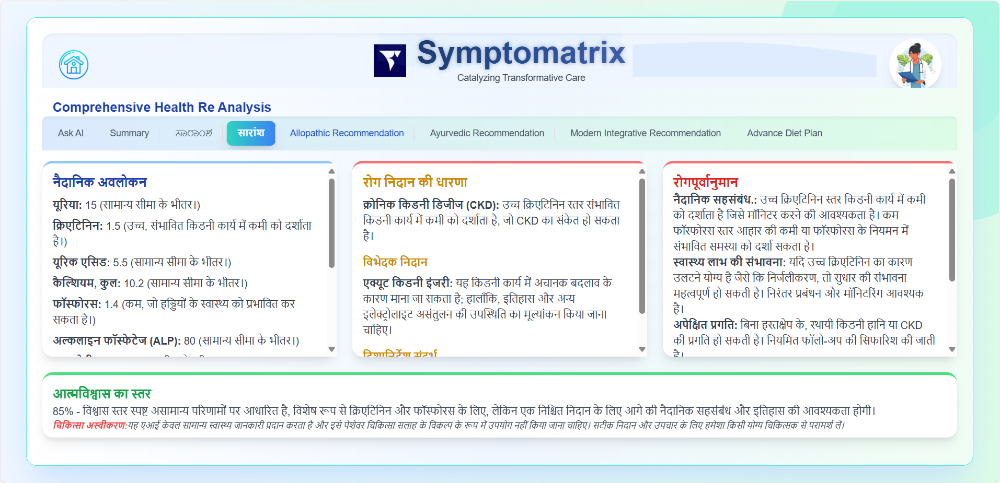 Symptomatrix
Catalyzing Transformative Care
Comprehensive Health Re Analysis
Ask AI
Summary
ಸಾರಾಂಶ
सारांश
Allopathic Recommendation
Ayurvedic Recommendation
Modern Integrative Recommendation
Advance Diet Plan
नैदानिक अवलोकन
यूरिया: 15 (सामान्य सीमा के भीतर।)
क्रिएटिनिन: 1.5 (उच्च, संभावित किडनी कार्य में कमी को दर्शाता
है।)
यूरिक एसिड: 5.5 (सामान्य सीमा के भीतर।)
कैल्शियम, कुल: 10.2 (सामान्य सीमा के भीतर।)
फॉस्फोरस: 1.4 (कम, जो हड्डियों के स्वास्थ्य को प्रभावित कर
सकता है।)
अल्कलाइन फॉस्फेटेज (ALP): 80 (सामान्य सीमा के भीतर।)
रोग निदान की धारणा
क्रोनिक किडनी डिजीज (CKD): उच्च क्रिएटिनिन स्तर संभावित
किडनी कार्य में कमी को दर्शाता है, जो CKD का संकेत हो सकता
है।
विभेदक निदान
एक्यूट किडनी इंजरी: यह किडनी कार्य में अचानक बदलाव के
कारण माना जा सकता है; हालाँकि, इतिहास और अन्य
इलेक्ट्रोलाइट असंतुलन की उपस्थिति का मूल्यांकन किया जाना
चाहिए।
दिशानिर्देश संदर्भ
रोगपूर्वानुमान
नैदानिक सहसंबंध.: उच्च क्रिएटिनिन स्तर किडनी कार्य में कमी
को दर्शाता है जिसे मॉनिटर करने की आवश्यकता है। कम
फॉस्फोरस स्तर आहार की कमी या फॉस्फोरस के नियमन में
संभावित समस्या को दर्शा सकता है।
स्वास्थ्य लाभ की संभावना: यदि उच्च क्रिएटिनिन का कारण
उलटने योग्य है जैसे कि निर्जलीकरण, तो सुधार की संभावना
महत्वपूर्ण हो सकती है। निरंतर प्रबंधन और मॉनिटरिंग आवश्यक
है।
अपेक्षित प्रगति: बिना हस्तक्षेप के, स्थायी किडनी हानि या CKD
की प्रगति हो सकती है। नियमित फॉलो-अप की सिफारिश की जाती
है।
आत्मविश्वास का स्तर
85% - विश्वास स्तर स्पष्ट असामान्य परिणामों पर आधारित है, विशेष रूप से क्रिएटिनिन और फॉस्फोरस के लिए, लेकिन एक निश्चित निदान के लिए आगे की नैदानिक सहसंबंध और इतिहास की आवश्यकता होगी।
चिकित्सा अस्वीकरण:यह एआई केवल सामान्य स्वास्थ्य जानकारी प्रदान करता है और इसे पेशेवर चिकित्सा सलाह के विकल्प के रूप में उपयोग नहीं किया जाना चाहिए। सटीक निदान और उपचार के लिए हमेशा किसी योग्य चिकित्सक से परामर्श लें।